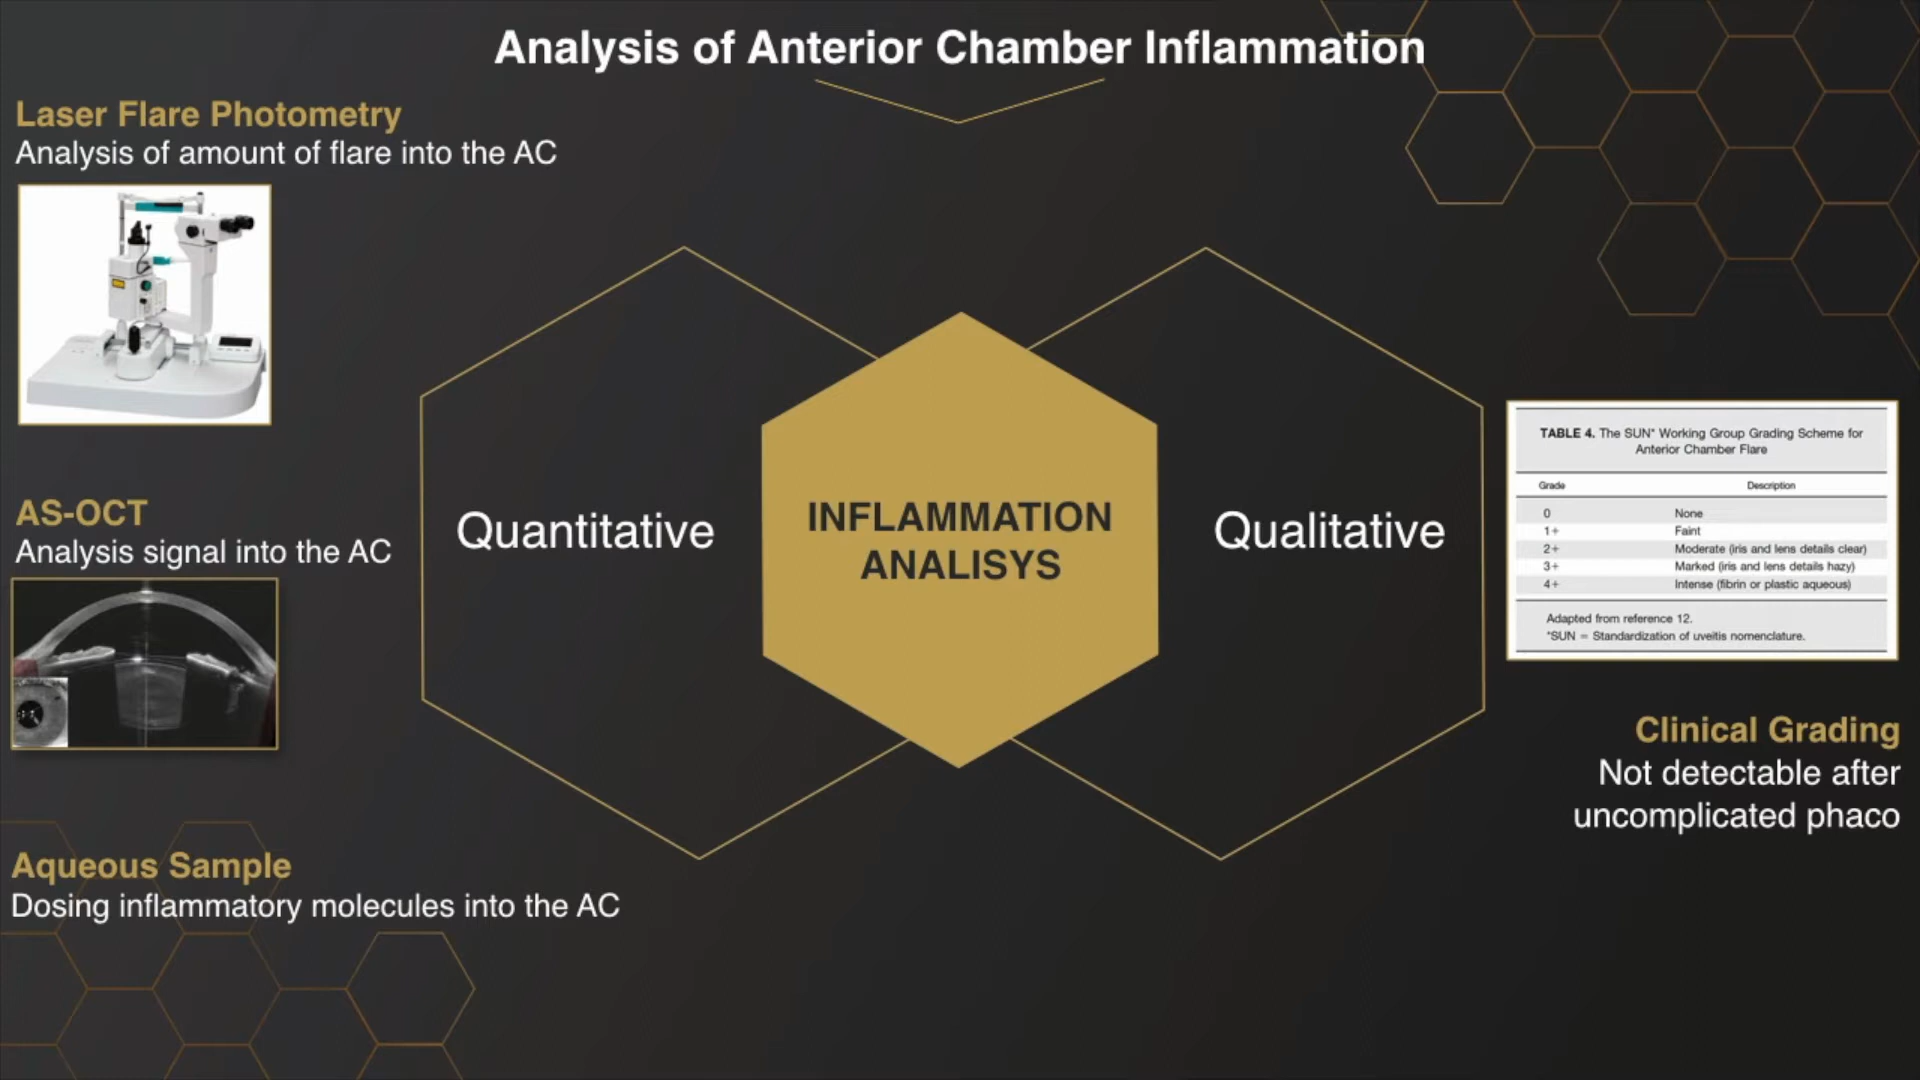 Analysis of Anterior Chamber Inflammation
Laser Flare Photometry
Analysis of amount of flare into the AC
AS-OCT
Analysis signal into the AC
Aqueous Sample
Dosing inflammatory molecules into the AC
Quantitative
INFLAMMATION
ANALISYS
Qualitative
TABLE 4. The SUN* Working Group Grading Scheme for
Anterior Chamber Flare
Grade Description
0 None
1+ Faint
2+ Moderate (iris and lens details clear)
3+ Marked (iris and lens details hazy)
4+ Intense (fibrin or plastic aqueous)
Adapted from reference 12.
*SUN = Standardization of uveitis nomenclature.
Clinical Grading
Not detectable after
uncomplicated phaco